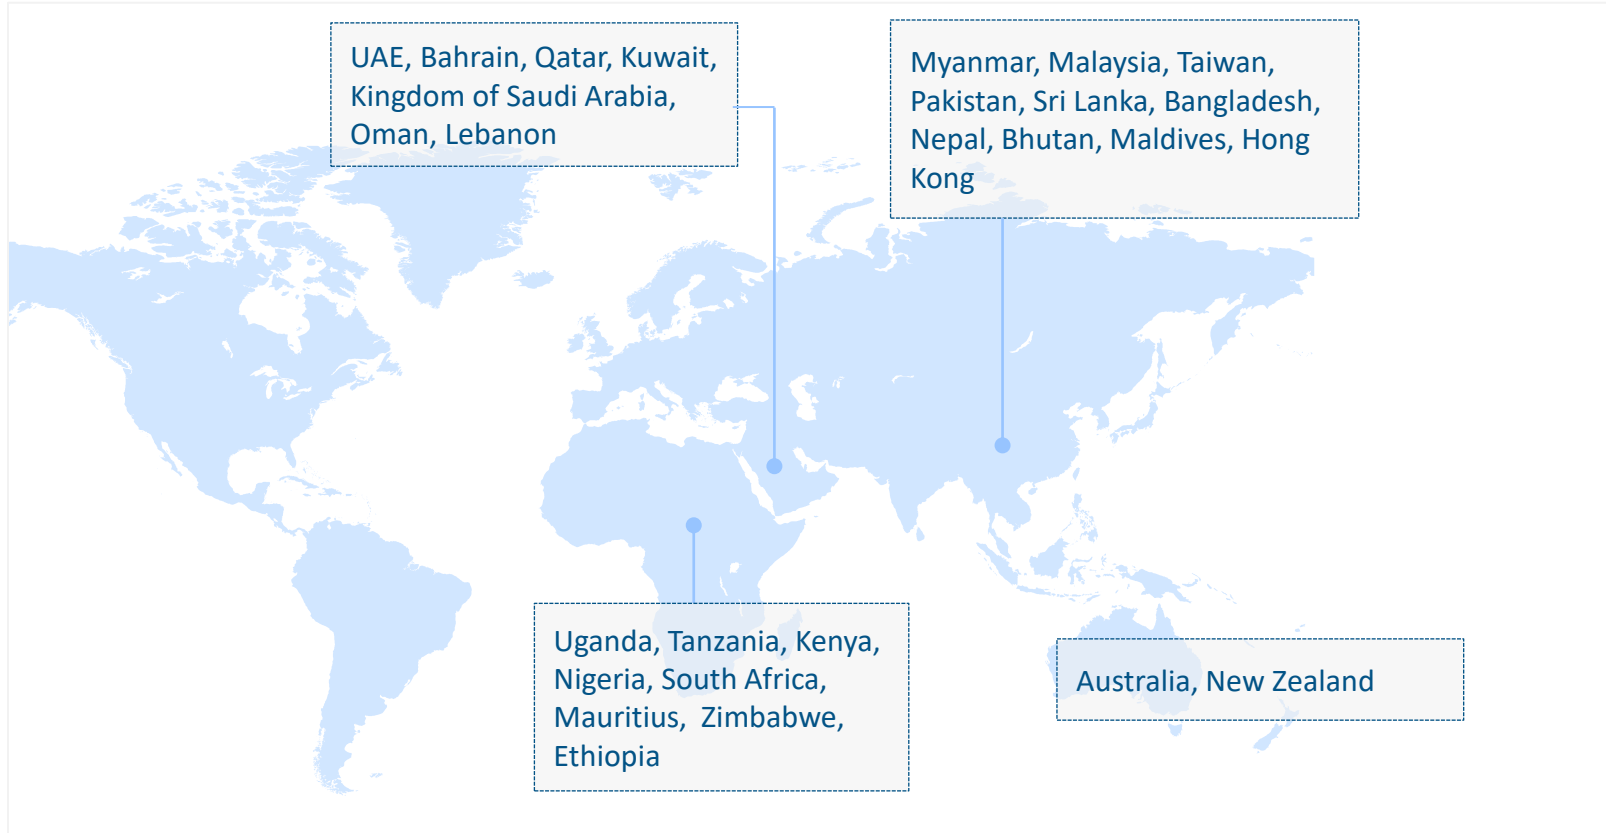 UAE, Bahrain, Qatar, Kuwait,
Kingdom of Saudi Arabia,
Oman, Lebanon
Myanmar, Malaysia, Taiwan,
Pakistan, Sri Lanka, Bangladesh,
Nepal, Bhutan, Maldives, Hong
Kong
Uganda, Tanzania, Kenya,
Nigeria, South Africa,
Mauritius,  Zimbabwe,
Ethiopia
Australia, New Zealand